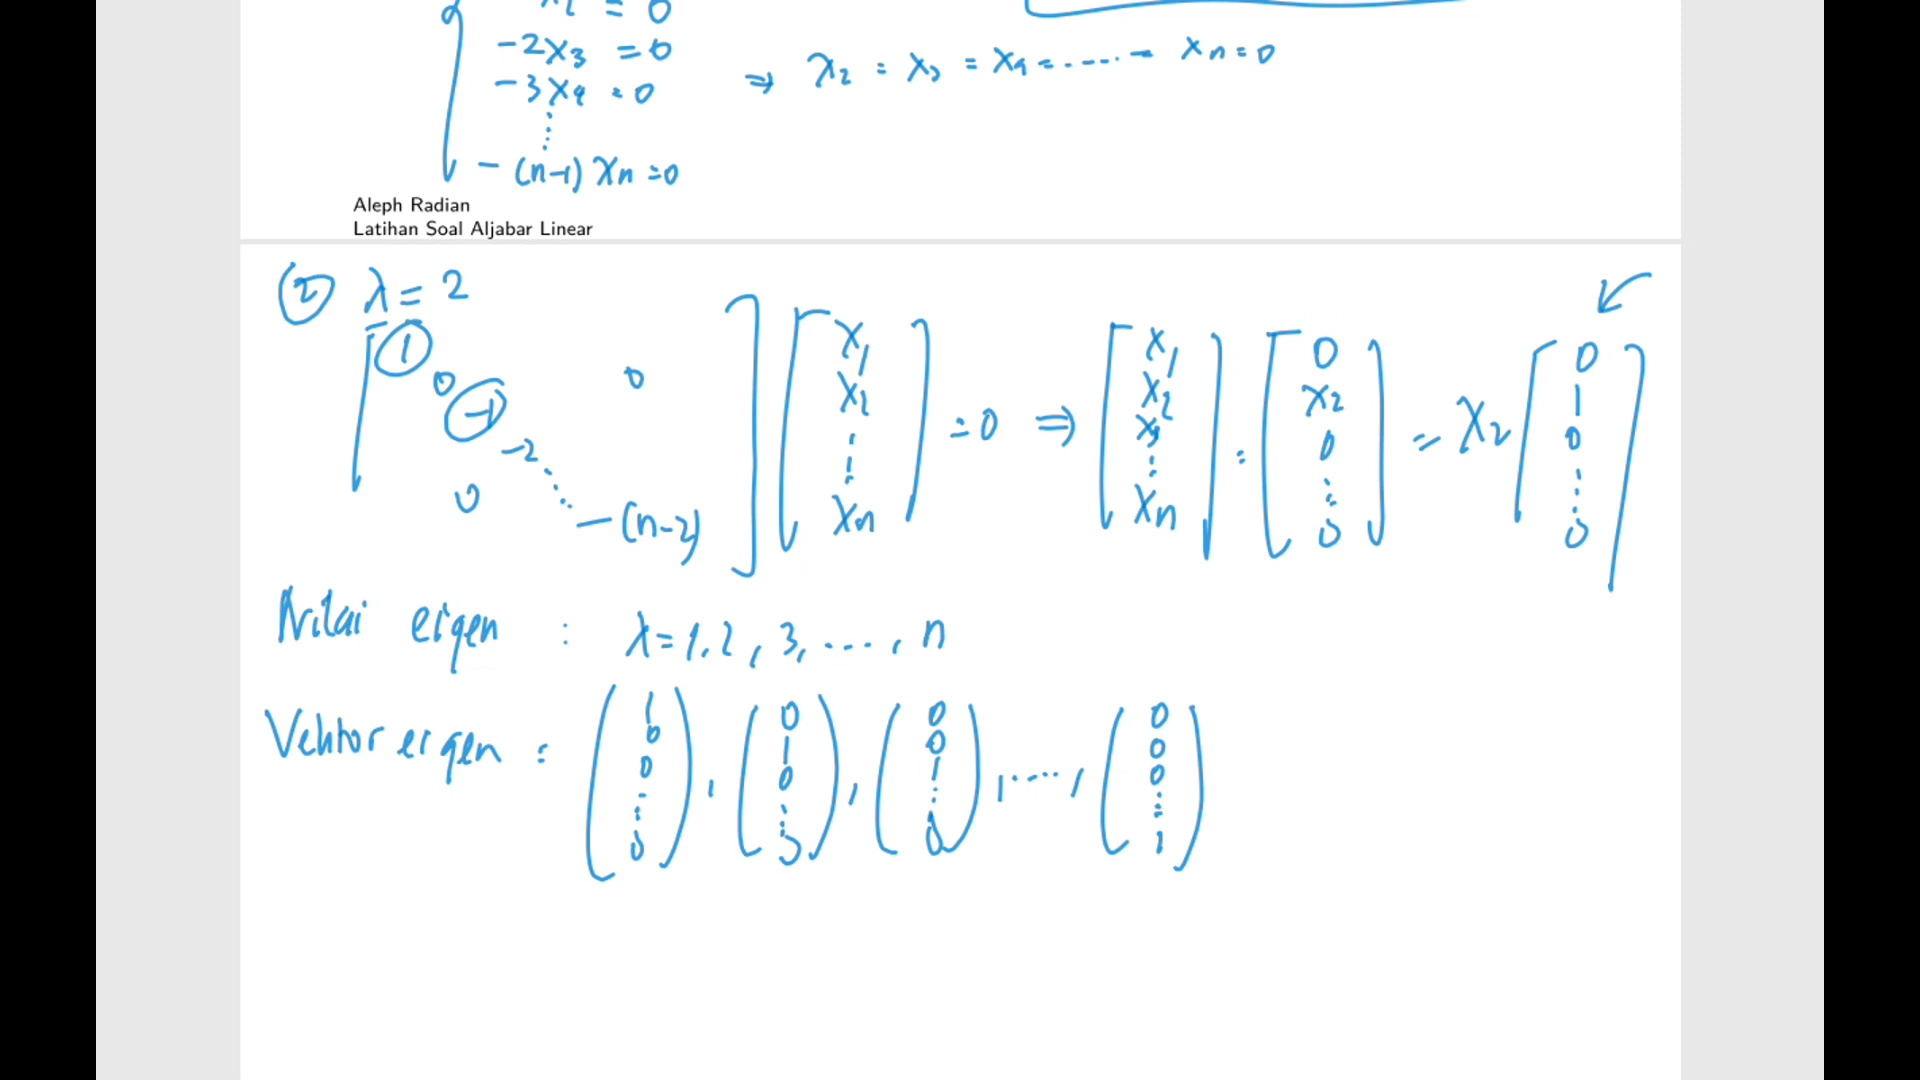 x₂ = 0
-2x₃ = 0
-3x₄ = 0 ⇒ x₂ = x₃ = x₄ = ...... = xₙ = 0
⋮
-(n-1) xₙ = 0
Aleph Radian
Latihan Soal Aljabar Linear
② λ = 2
[ 1 0 -1 0 -2 ⋱ 0 -(n-2) ] [ x₁ x₂ ⋮ xₙ ] = 0 ⇒ [ x₁ x₂ x₃ ⋮ xₙ ] = [ 0 x₂ 0 ⋮ 0 ] = x₂ [ 0 1 0 ⋮ 0 ]
Nilai eigen : λ = 1, 2, 3, ...., n
Vektor eigen : ( 1 0 0 ⋮ 0 ), ( 0 1 0 ⋮ 0 ), ( 0 0 1 ⋮ 0 ), ....., ( 0 0 0 ⋮ 1 )